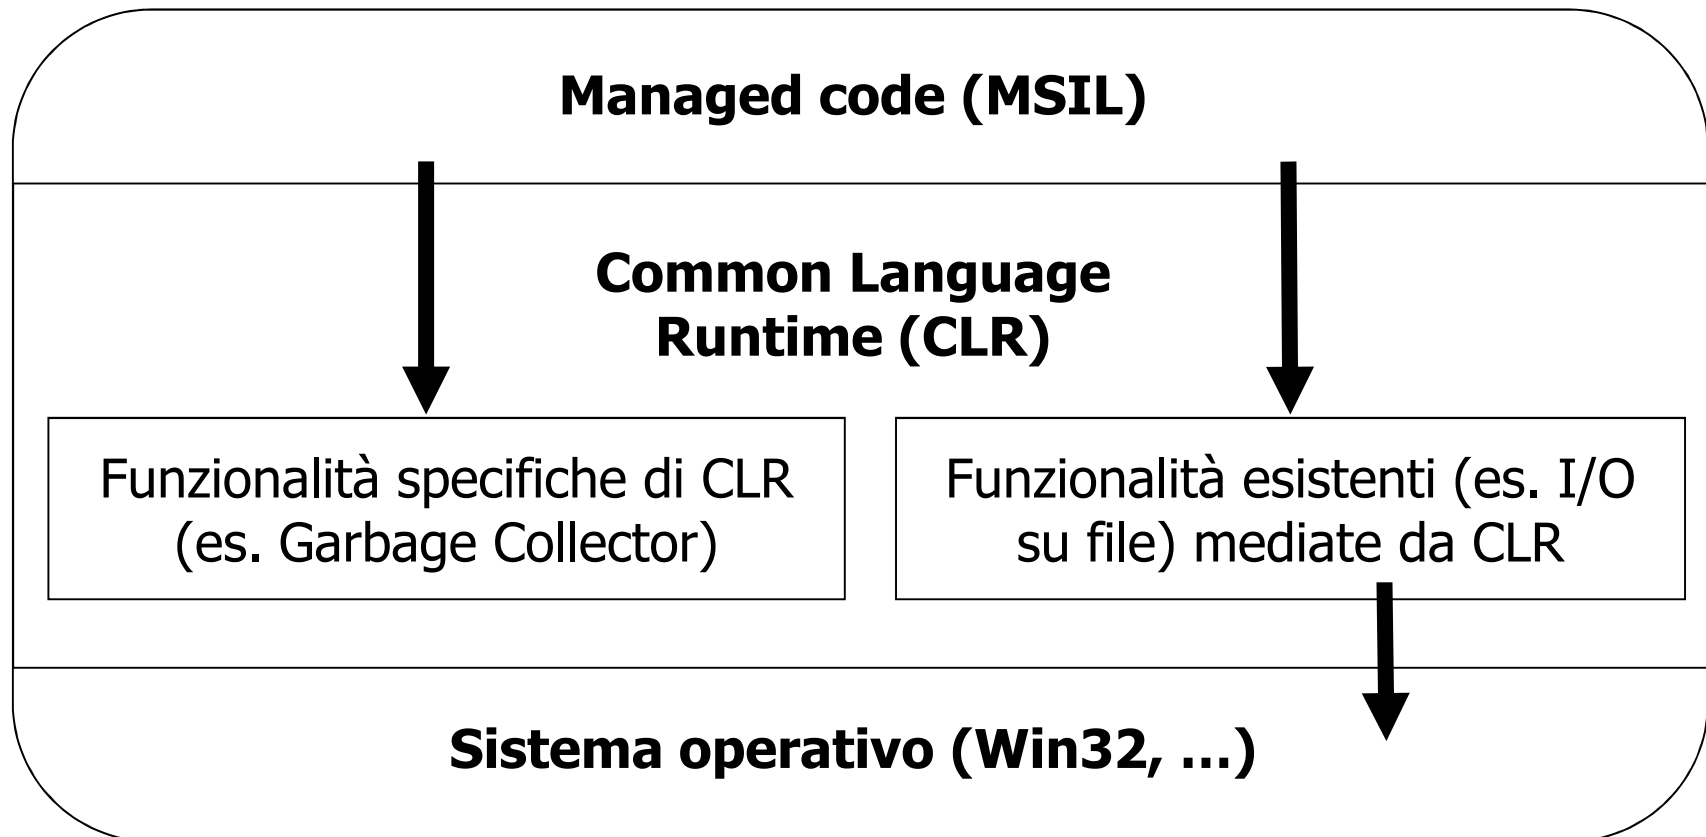 Managed code (MSIL)
Common Language
Runtime (CLR)
Funzionalità specifiche di CLR
(es. Garbage Collector)
Funzionalità esistenti (es. I/O
su file) mediate da CLR
Sistema operativo (Win32, …)